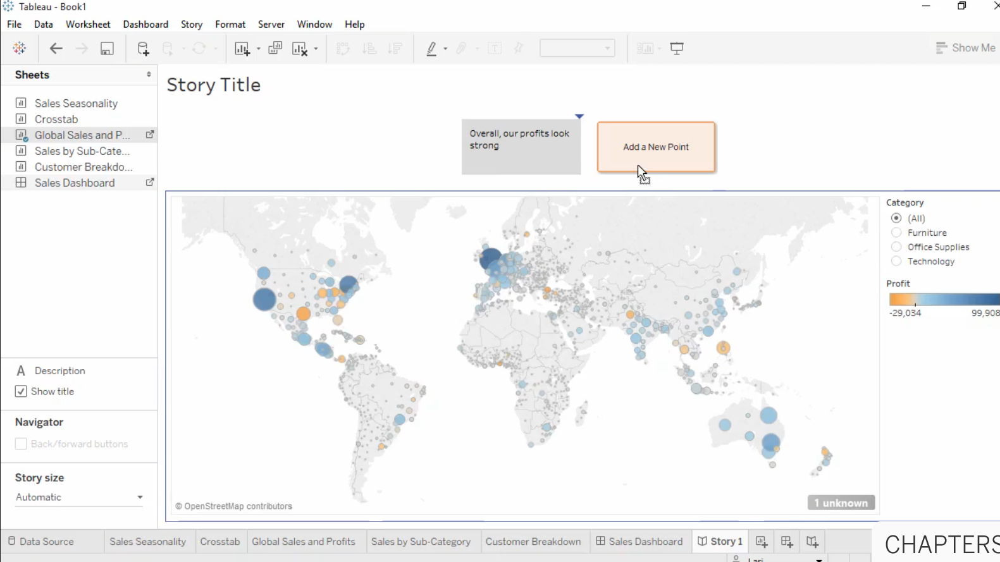 Tableau - Book1
File Data Worksheet Dashboard Story Format Server Window Help
Show Me
Sheets
Sales Seasonality
Crosstab
Global Sales and P...
Sales by Sub-Cate...
Customer Breakdo...
Sales Dashboard
Description
Show title
Navigator
Back/forward buttons
Story size
Automatic
Story Title
Overall, our profits look
strong
Add a New Point
© OpenStreetMap contributors
1 unknown
Category
(All)
Furniture
Office Supplies
Technology
Profit
-29,034 99,908
Data Source Sales Seasonality Crosstab Global Sales and Profits Sales by Sub-Category Customer Breakdown Sales Dashboard Story 1
CHAPTERS